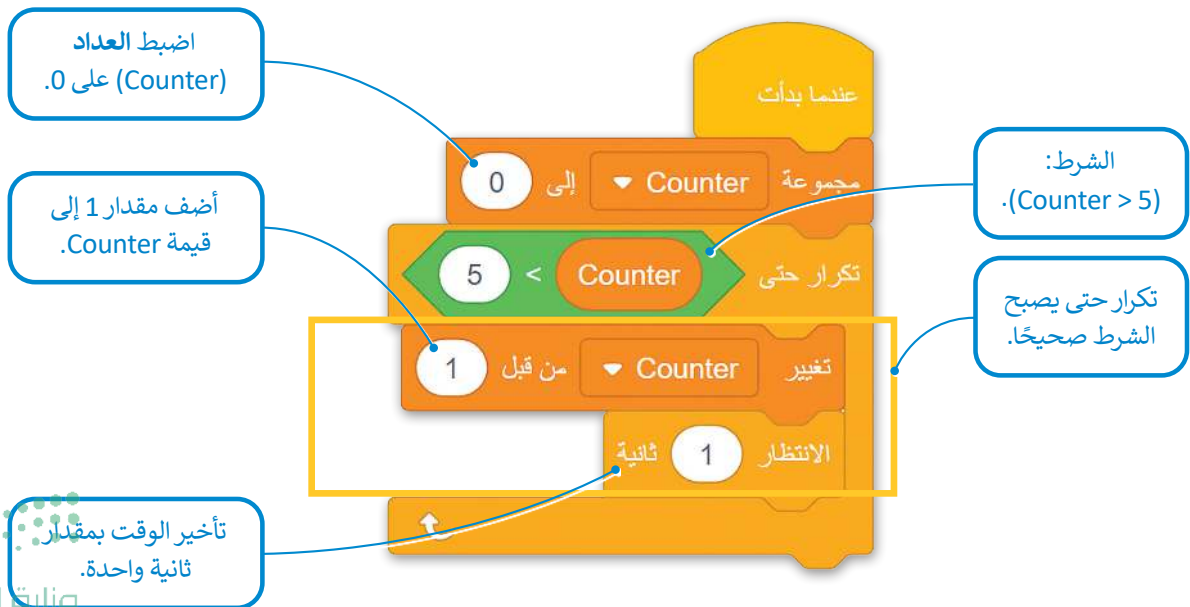 اضبط العداد
(Counter) على 0.
عندما بدأت
مجموعة Counter إلى 0
الشرط:
(Counter > 5).
أضف مقدار 1 إلى
قيمة Counter.
تكرار حتى Counter < 5
تكرار حتى يصبح
الشرط صحيحًا.
تغيير Counter من قبل 1
الانتظار 1 ثانية
تأخير الوقت بمقدار
ثانية واحدة.